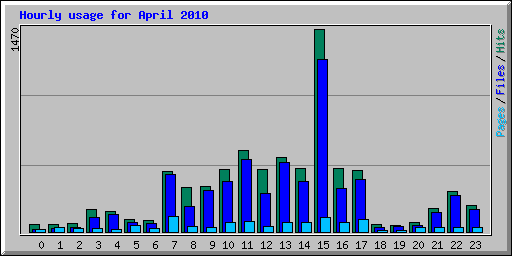 Hourly usage for April 2010
1470
Pages/Files/Hits
0 1 2 3 4 5 6 7 8 9 10 11 12 13 14 15 16 17 18 19 20 21 22 23